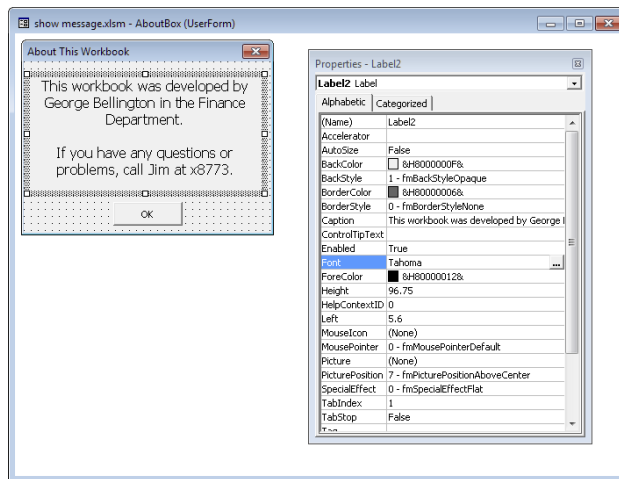 show message.xlsm - AboutBox (UserForm)
About This Workbook
This workbook was developed by
George Bellington in the Finance
Department.
If you have any questions or
problems, call Jim at x8773.
OK
Properties - Label2
Label2 Label
Alphabetic Categorized
(Name) Label2
Accelerator
AutoSize False
BackColor &H8000000F&
BackStyle 1 - fmBackStyleOpaque
BorderColor &H80000006&
BorderStyle 0 - fmBorderStyleNone
Caption This workbook was developed by George
ControlTipText
Enabled True
Font Tahoma ...
ForeColor &H80000012&
Height 96.75
HelpContextID 0
Left 5.6
MouseIcon (None)
MousePointer 0 - fmMousePointerDefault
Picture (None)
PicturePosition 7 - fmPicturePositionAboveCenter
SpecialEffect 0 - fmSpecialEffectFlat
TabIndex 1
TabStop False